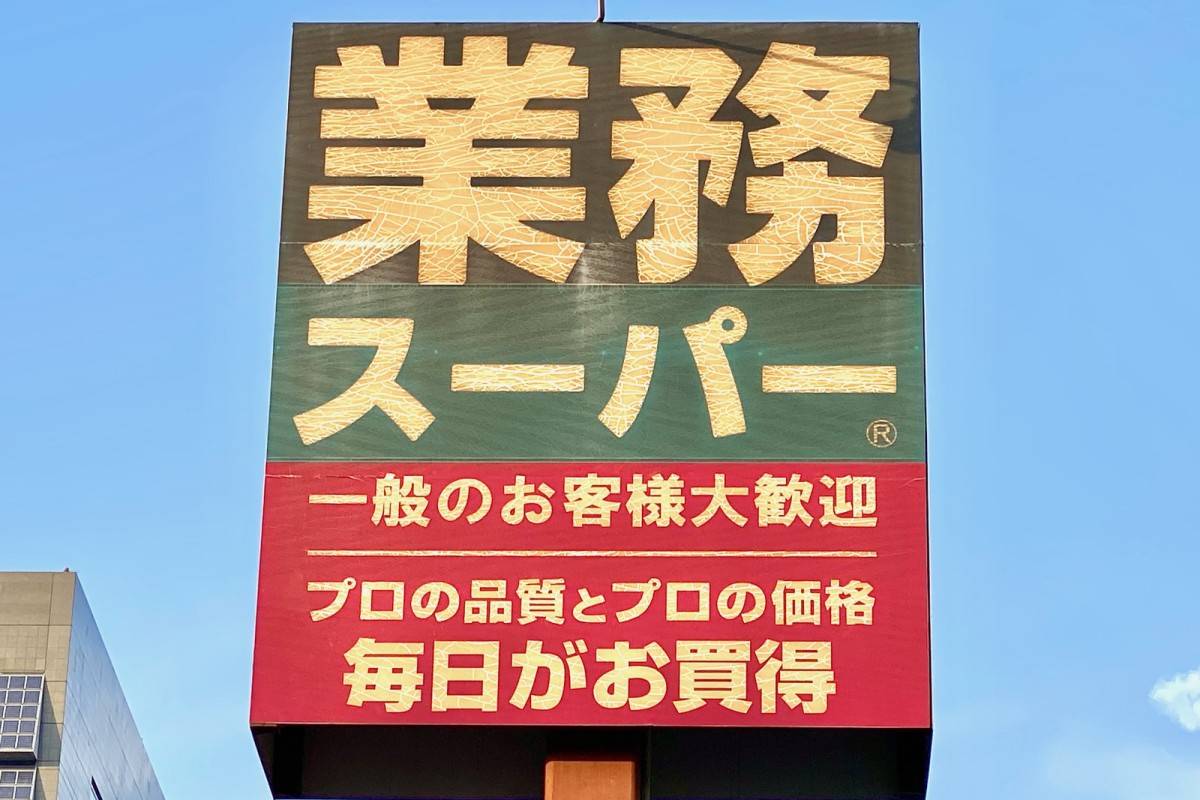 業務
スーパー
®
一般のお客様大歓迎
プロの品質とプロの価格
毎日がお買得